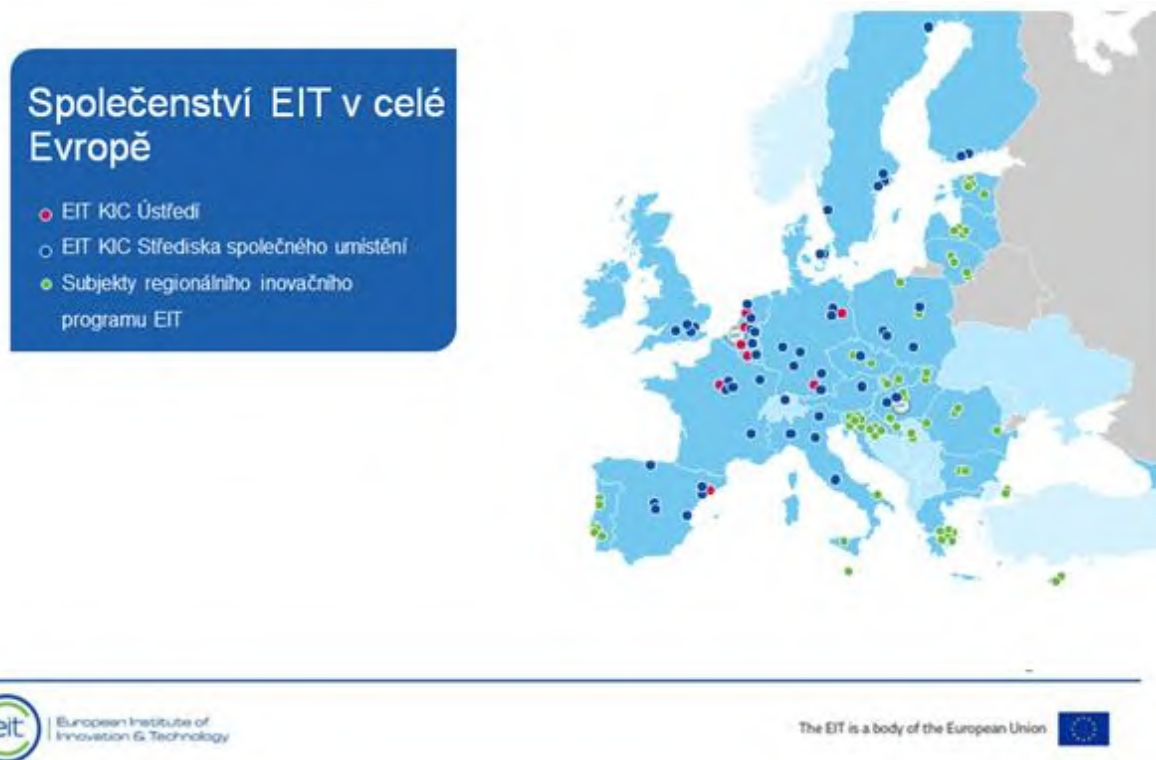 Společenství EIT v celé
Evropě
EIT KIC Ústředí
EIT KIC Střediska společného umístění
Subjekty regionálního inovačního
programu EIT
eit
European Institute of
Innovation & Technology
The EIT is a body of the European Union